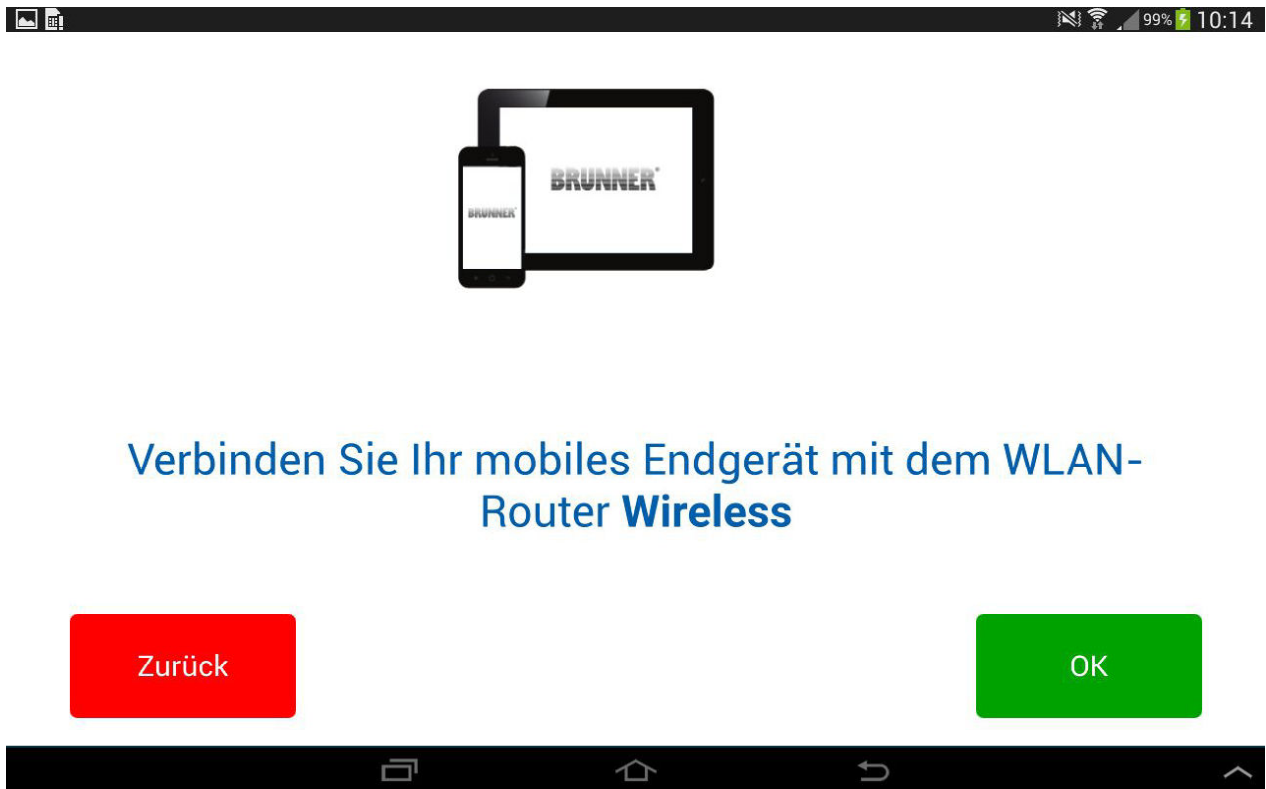 99% 10:14
BRUNNER®
BRUNNER®
Verbinden Sie Ihr mobiles Endgerät mit dem WLAN-
Router Wireless
Zurück OK